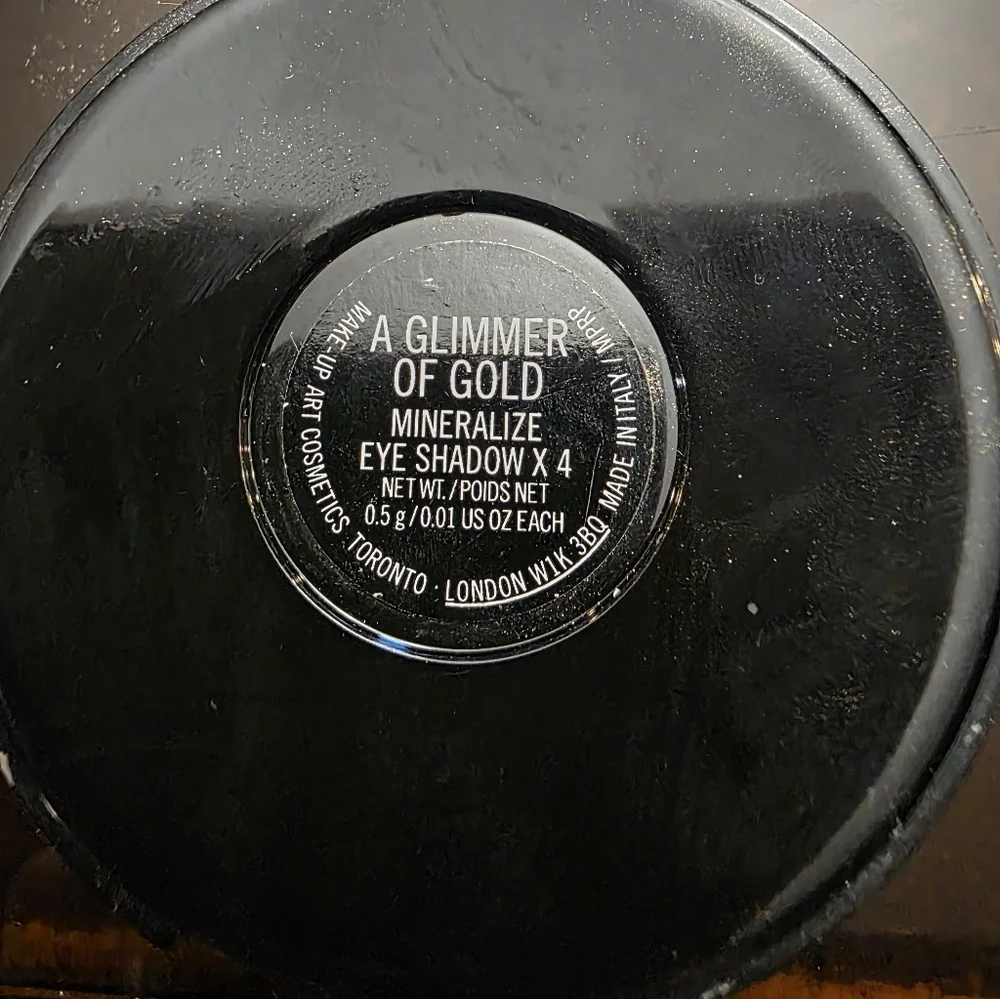 A GLIMMER
OF GOLD
MINERALIZE
EYE SHADOW X 4
NET WT. / POIDS NET
0.5 g / 0.01 US OZ EACH
MAKE-UP ART COSMETICS TORONTO · LONDON W1K 3BQ MADE IN ITALY / MPRP